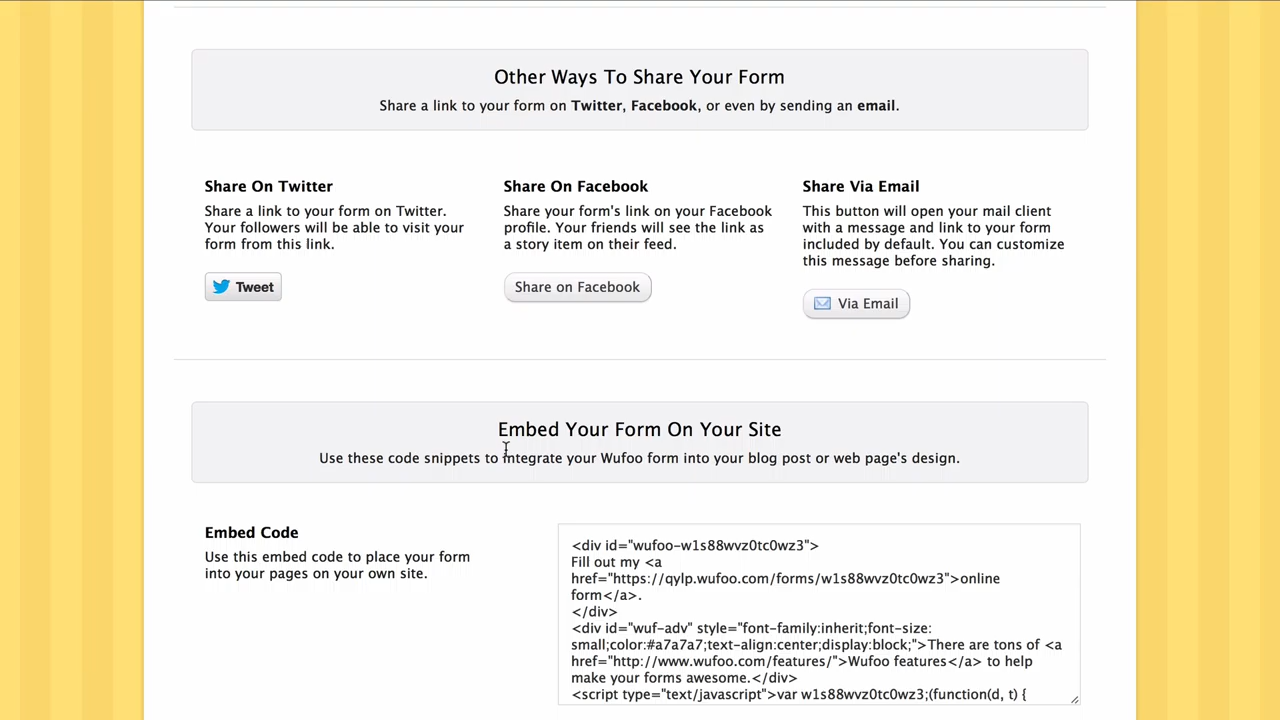 Other Ways To Share Your Form
Share a link to your form on Twitter, Facebook, or even by sending an email.
Share On Twitter
Share a link to your form on Twitter.
Your followers will be able to visit your
form from this link.
Tweet
Share On Facebook
Share your form's link on your Facebook
profile. Your friends will see the link as
a story item on their feed.
Share on Facebook
Share Via Email
This button will open your mail client
with a message and link to your form
included by default. You can customize
this message before sharing.
Via Email
Embed Your Form On Your Site
Use these code snippets to integrate your Wufoo form into your blog post or web page's design.
Embed Code
Use this embed code to place your form
into your pages on your own site.
<div id="wufoo-w1s88wvz0tc0wz3">
Fill out my <a
href="https://qylp.wufoo.com/forms/w1s88wvz0tc0wz3">online
form</a>.
</div>
<div id="wuf-adv" style="font-family:inherit;font-size:
small;color:#a7a7a7;text-align:center;display:block;">There are tons of <a
href="http://www.wufoo.com/features/">Wufoo features</a> to help
make your forms awesome.</div>
<script type="text/javascript">var w1s88wvz0tc0wz3;(function(d, t) {